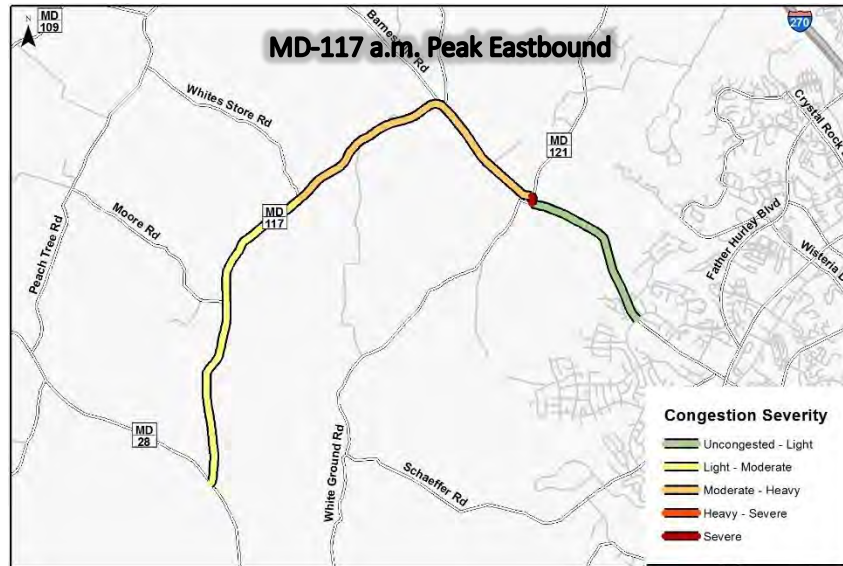 MD
109
N
MD-117 a.m. Peak Eastbound
270
Whites Store Rd
Crystal Rock
MD
121
MD
117
Moore Rd
Peach Tree Rd
Father Hurley Blvd
Wisteria
MD
28
White Ground Rd
Schaeffer Rd
Congestion Severity
Uncongested - Light
Light - Moderate
Moderate - Heavy
Heavy - Severe
Severe